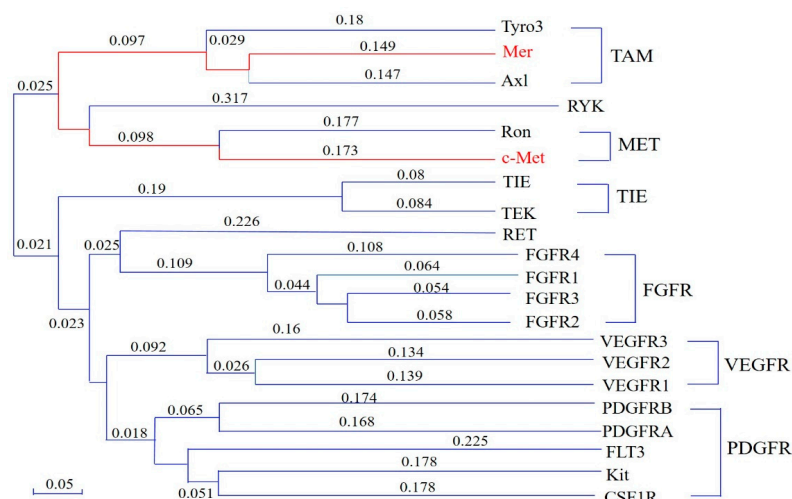 0.18
Tyro3
0.097
0.029
0.149
Mer
TAM
0.147
Axl
0.025
0.317
RYK
0.177
Ron
0.098
MET
0.173
c-Met
0.08
TIE
0.19
TIE
0.084
TEK
0.226
RET
0.021
0.025
0.108
FGFR4
0.109
0.064
FGFR1
0.044
0.054
FGFR3
FGFR
0.058
FGFR2
0.023
0.16
VEGFR3
0.092
0.134
VEGFR2
0.026
VEGFR
0.139
VEGFR1
0.174
PDGFRB
0.065
0.168
PDGFRA
0.018
0.225
FLT3
PDGFR
0.178
Kit
0.05
0.051
0.178
CSF1R